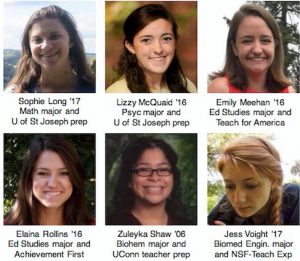 Sophie Long '17
Math major and
U of St Joseph prep
Lizzy McQuaid '16
Psyc major and
U of St Joseph prep
Emily Meehan '16
Ed Studies major and
Teach for America
Elaina Rollins '16
Ed Studies major and
Achievement First
Zuleyka Shaw '06
Biohem major and
UConn teacher prep
Jess Voight '17
Biomed Engin. major
and NSF-Teach Exp